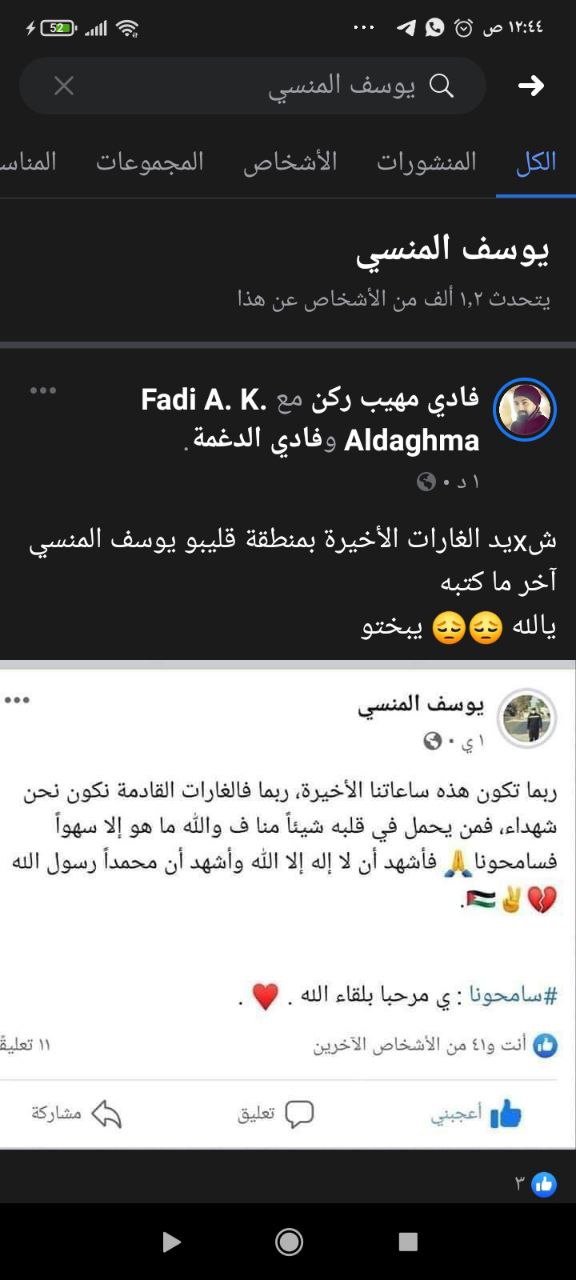 52 ١٢:٤٤ ص
يوسف المنسي
الكل المنشورات الأشخاص المجموعات المناس
يوسف المنسي
يتحدث ١,٢ ألف من الأشخاص عن هذا
فادي مهيب ركن مع Fadi A. K.
Aldaghma وفادي الدغمة.
١ د
شxيد الغارات الأخيرة بمنطقة قليبو يوسف المنسي
آخر ما كتبه
يالله 😔😔 يبختو
يوسف المنسي
١ ي
ربما تكون هذه ساعاتنا الأخيرة، ربما فالغارات القادمة نكون نحن
شهداء، فمن يحمل في قلبه شيئاً منا ف والله ما هو إلا سهواً
فسامحونا🙏 فأشهد أن لا إله إلا الله وأشهد أن محمداً رسول الله
💔✌️🇵🇸.
#سامحونا : ي مرحبا بلقاء الله . ♥️ .
أنت و٤١ من الأشخاص الآخرين ١١ تعليقً
أعجبني تعليق مشاركة
٣